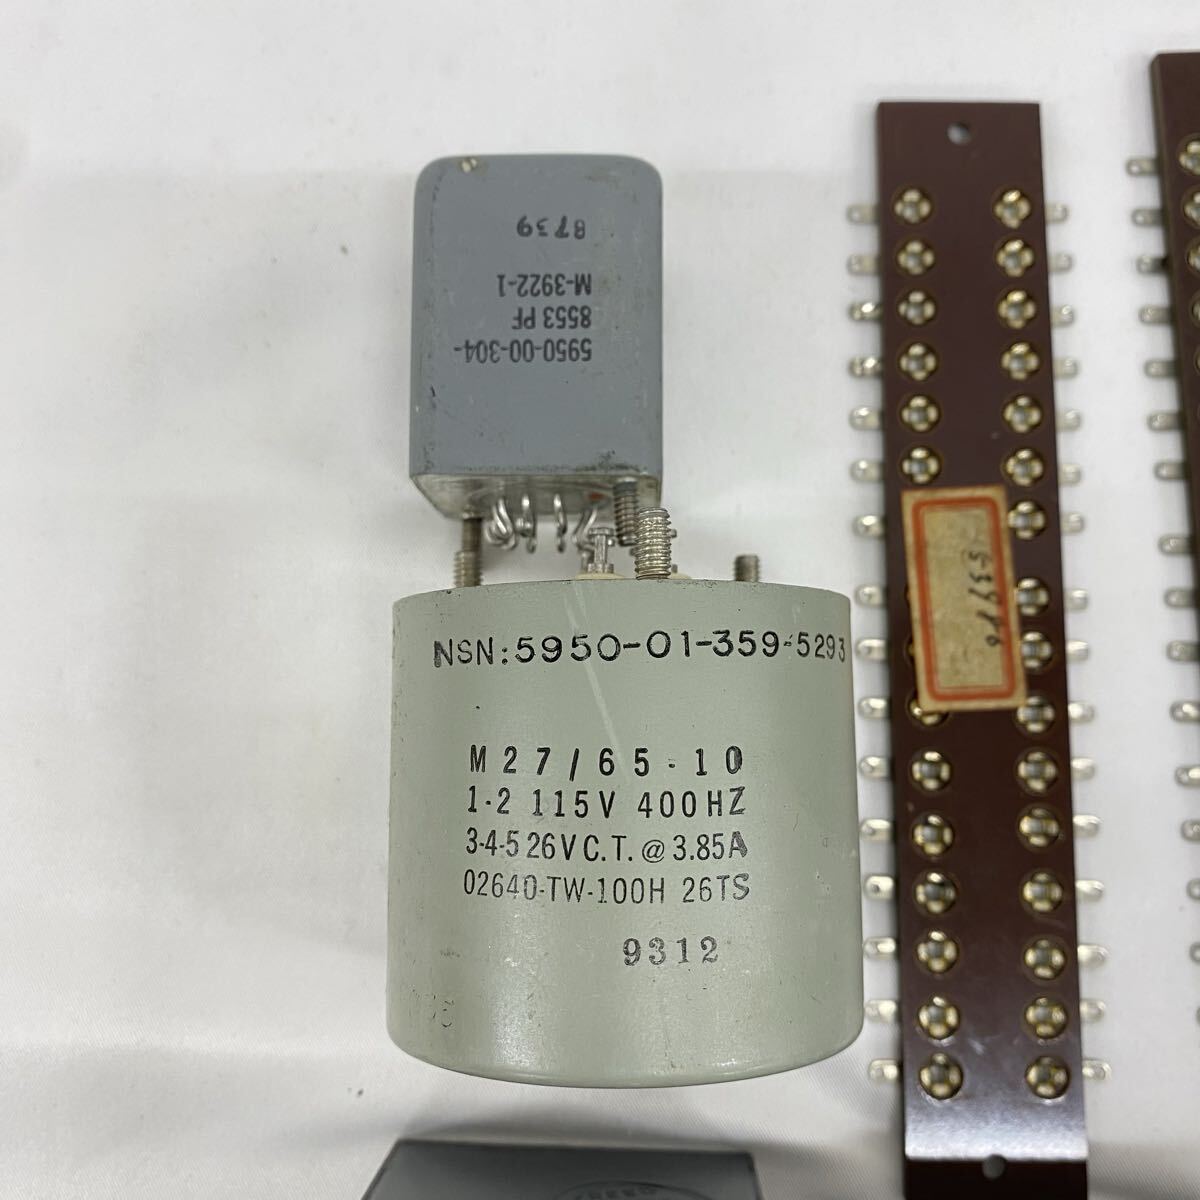 5950-00-304-
8553 PF
M-3922-1
8739
NSN:5950-01-359-5293
M27/65-10
1-2 115V 400HZ
3-4-5 26V C.T. @ 3.85A
02640-TW-100H 26TS
9312